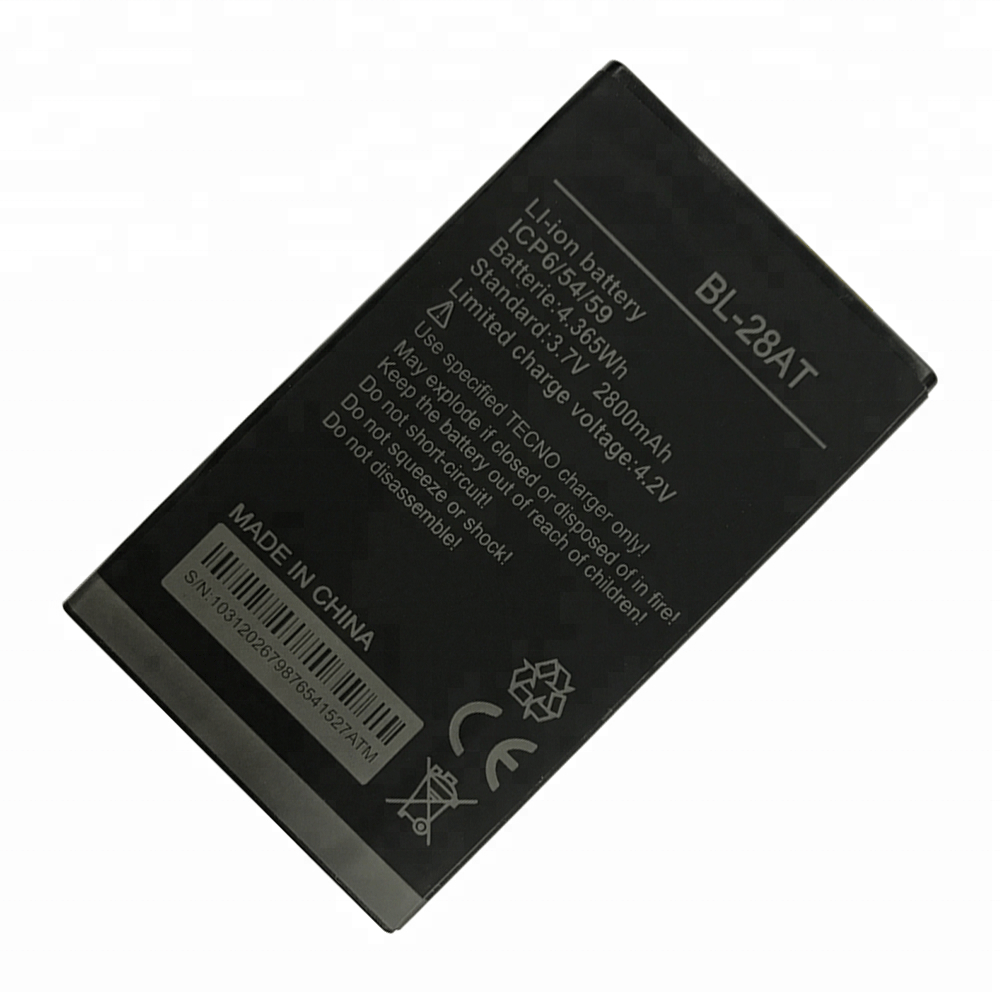 BL-28AT
LI-ion battery
ICP6/54/59
Batterie:4.365Wh
Standard:3.7V 2800mAh
Limited charge voltage:4.2V
Use specified TECNO charger only!
May explode if closed or disposed of in fire!
Keep the battery out of reach of children!
Do not short-circuit!
Do not squeeze or shock!
Do not disassemble!
MADE IN CHINA
S/N:1031202679876541527ATM
CE